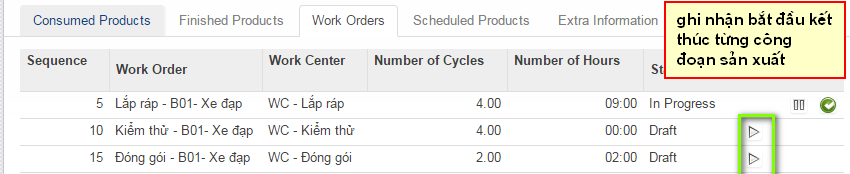 Consumed Products Finished Products Work Orders Scheduled Products Extra Information
ghi nhận bắt đầu kết
thúc từng công
đoạn sản xuất
Sequence Work Order Work Center Number of Cycles Number of Hours
5 Lắp ráp - B01- Xe đạp WC - Lắp ráp 4.00 09:00 In Progress
10 Kiểm thử - B01- Xe đạp WC - Kiểm thử 4.00 00:00 Draft
15 Đóng gói - B01- Xe đạp WC - Đóng gói 2.00 02:00 Draft